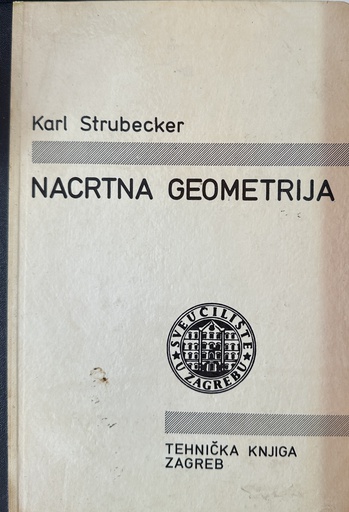 Karl Strubecker
NACRTNA GEOMETRIJA
SVEUČILIŠTE
U ZAGREBU
TEHNIČKA KNJIGA
ZAGREB